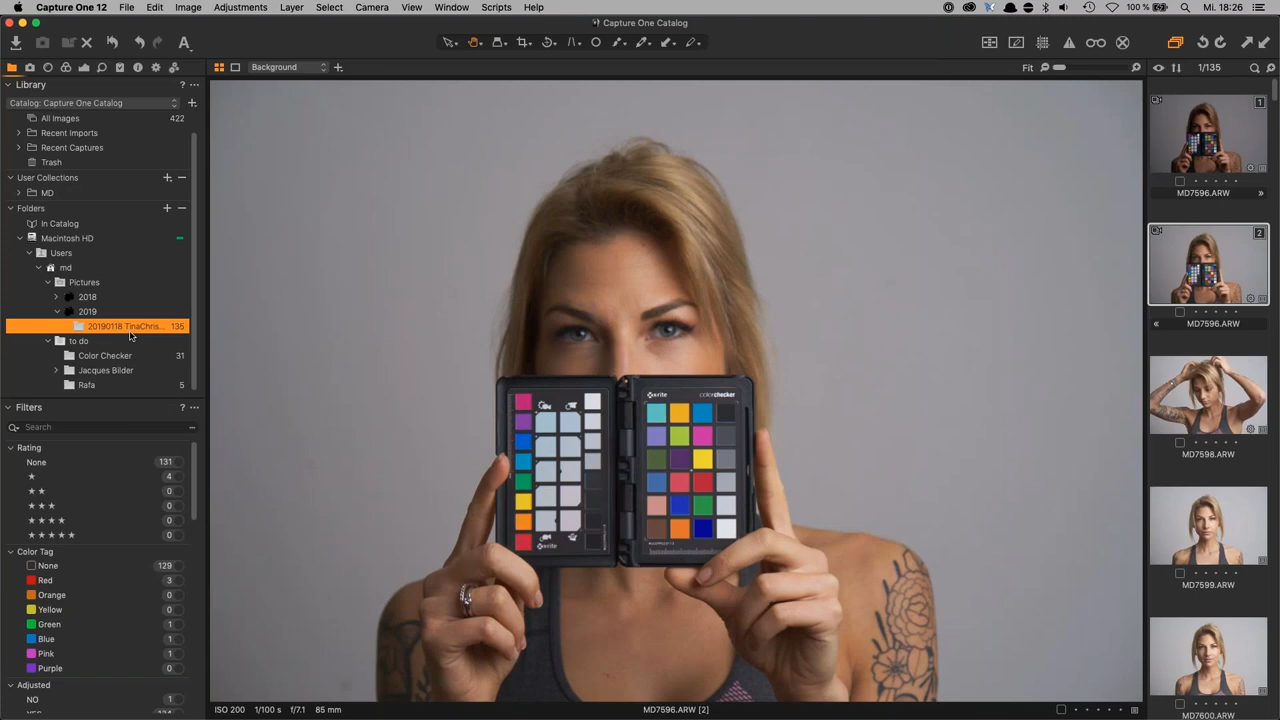 Capture One 12 File Edit Image Adjustments Layer Select Camera View Window Scripts Help 100 % Mi. 18:26
Capture One Catalog
Library ? ...
Background
Fit
1/135
Catalog: Capture One Catalog
All Images 422
Recent Imports
Recent Captures
Trash
User Collections
MD
Folders
In Catalog
Macintosh HD
Users
md
Pictures
2018
2019
20190118 TinaChris... 135
to do
Color Checker 31
Jacques Bilder
Rafa 5
Filters ? ...
Search
Rating
None 131
★ 4
★★ 0
★★★ 0
★★★★ 0
★★★★★ 0
Color Tag
None 129
Red 3
Orange 0
Yellow 0
Green 1
Blue 1
Pink 1
Purple 0
Adjusted
NO 1
x-rite colorchecker
x-rite
1
MD7596.ARW »
2
« MD7596.ARW
MD7598.ARW
MD7599.ARW
MD7600.ARW
ISO 200 1/100 s f/7.1 85 mm MD7596.ARW [2]